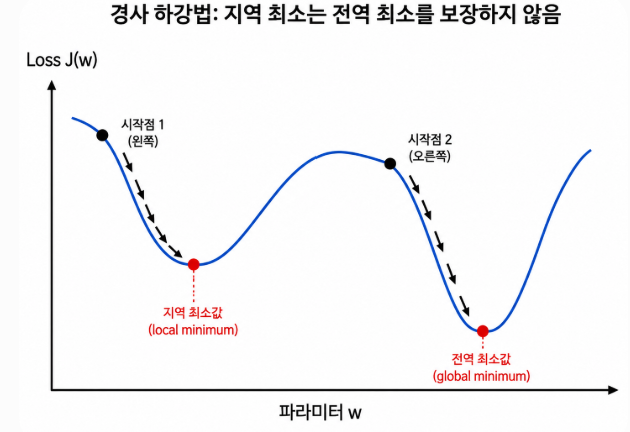 경사 하강법: 지역 최소는 전역 최소를 보장하지 않음
Loss J(w)
시작점 1
(왼쪽)
시작점 2
(오른쪽)
지역 최소값
(local minimum)
전역 최소값
(global minimum)
파라미터 w